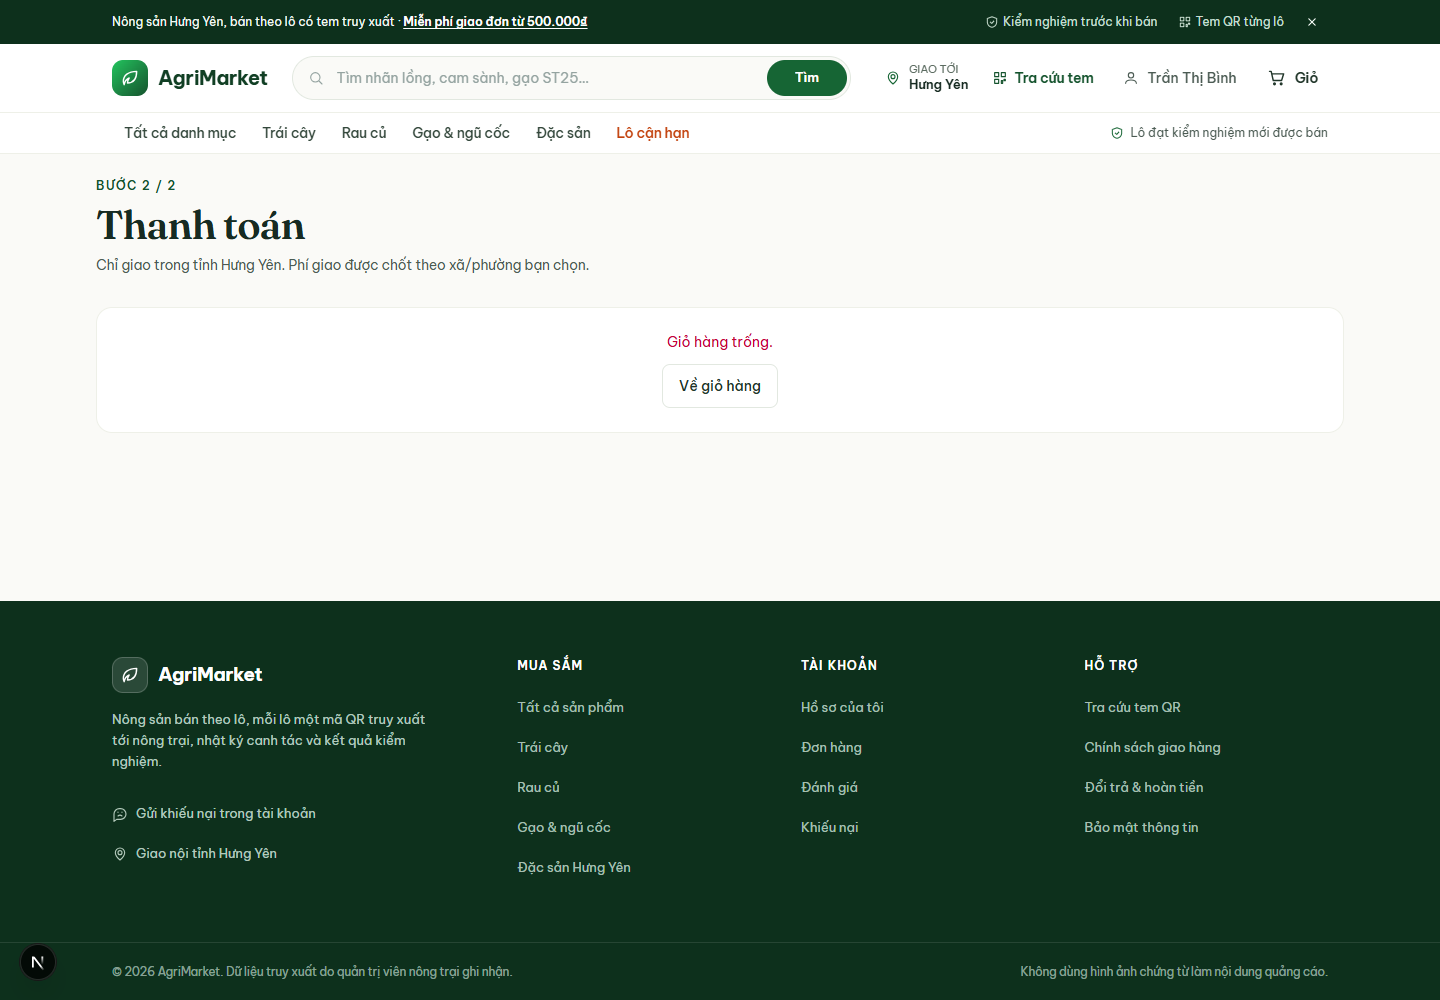 Nông sản Hưng Yên, bán theo lô có tem truy xuất · Miễn phí giao đơn từ 500.000₫
Kiểm nghiệm trước khi bán
Tem QR từng lô
AgriMarket
Tìm nhãn lồng, cam sành, gạo ST25...
Tìm
GIAO TỚI
Hưng Yên
Tra cứu tem
Trần Thị Bình
Giỏ
Tất cả danh mục
Trái cây
Rau củ
Gạo & ngũ cốc
Đặc sản
Lô cận hạn
Lô đạt kiểm nghiệm mới được bán
BƯỚC 2 / 2
Thanh toán
Chỉ giao trong tỉnh Hưng Yên. Phí giao được chốt theo xã/phường bạn chọn.
Giỏ hàng trống.
Về giỏ hàng
AgriMarket
Nông sản bán theo lô, mỗi lô một mã QR truy xuất
tới nông trại, nhật ký canh tác và kết quả kiểm
nghiệm.
Gửi khiếu nại trong tài khoản
Giao nội tỉnh Hưng Yên
MUA SẮM
Tất cả sản phẩm
Trái cây
Rau củ
Gạo & ngũ cốc
Đặc sản Hưng Yên
TÀI KHOẢN
Hồ sơ của tôi
Đơn hàng
Đánh giá
Khiếu nại
HỖ TRỢ
Tra cứu tem QR
Chính sách giao hàng
Đổi trả & hoàn tiền
Bảo mật thông tin
N
© 2026 AgriMarket. Dữ liệu truy xuất do quản trị viên nông trại ghi nhận.
Không dùng hình ảnh chứng từ làm nội dung quảng cáo.